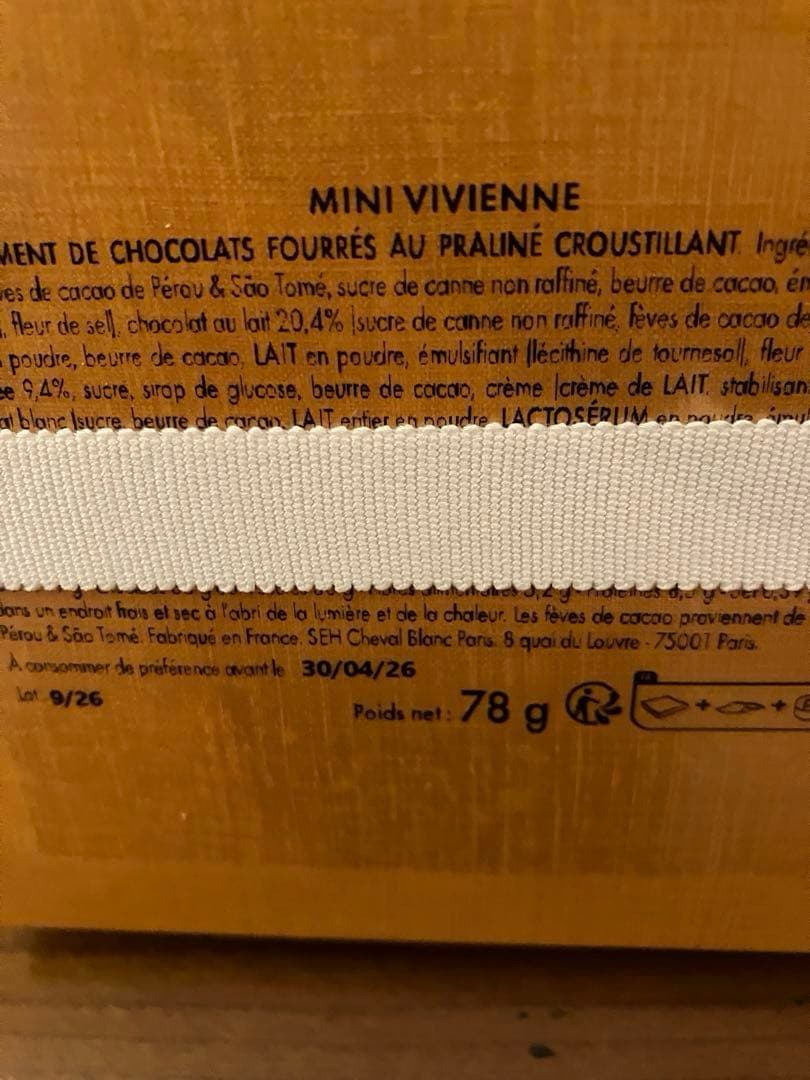 MINI VIVIENNE
MENT DE CHOCOLATS FOURRÉS AU PRALINÉ CROUSTILLANT. Ingré
ves de cacao de Pérou & São Tomé, sucre de canne non raffiné, beurre de cacao, ém
, fleur de sel], chocolat au lait 20,4% [sucre de canne non raffiné, fèves de cacao de
poudre, beurre de cacao, LAIT en poudre, émulsifiant [lécithine de tournesol], fleur
ée 9,4%, sucre, sirop de glucose, beurre de cacao, crème [crème de LAIT, stabilisan
at blanc [sucre, beurre de cacao, LAIT entier en poudre, LACTOSÉRUM en poudre, émul
dans un endroit frais et sec à l'abri de la lumière et de la chaleur. Les fèves de cacao proviennent de
Pérou & São Tomé. Fabriqué en France. SEH Cheval Blanc Paris. 8 quai du Louvre - 75001 Paris.
À consommer de préférence avant le 30/04/26
Lot 9/26
Poids net : 78 g